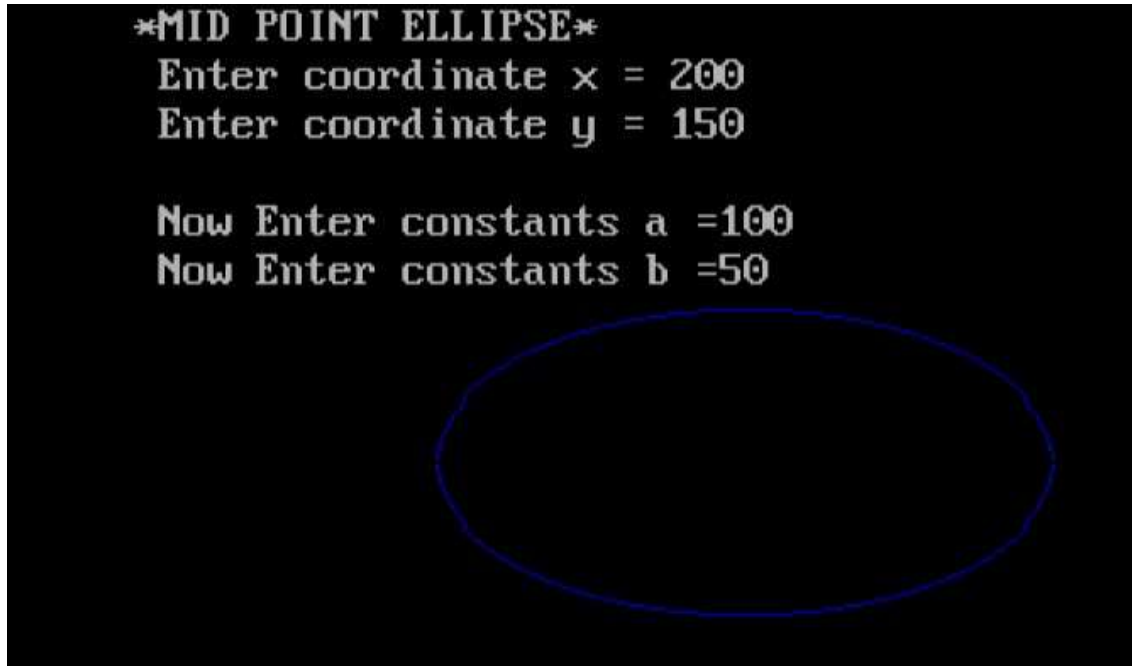 *MID POINT ELLIPSE*
Enter coordinate x = 200
Enter coordinate y = 150
Now Enter constants a =100
Now Enter constants b =50